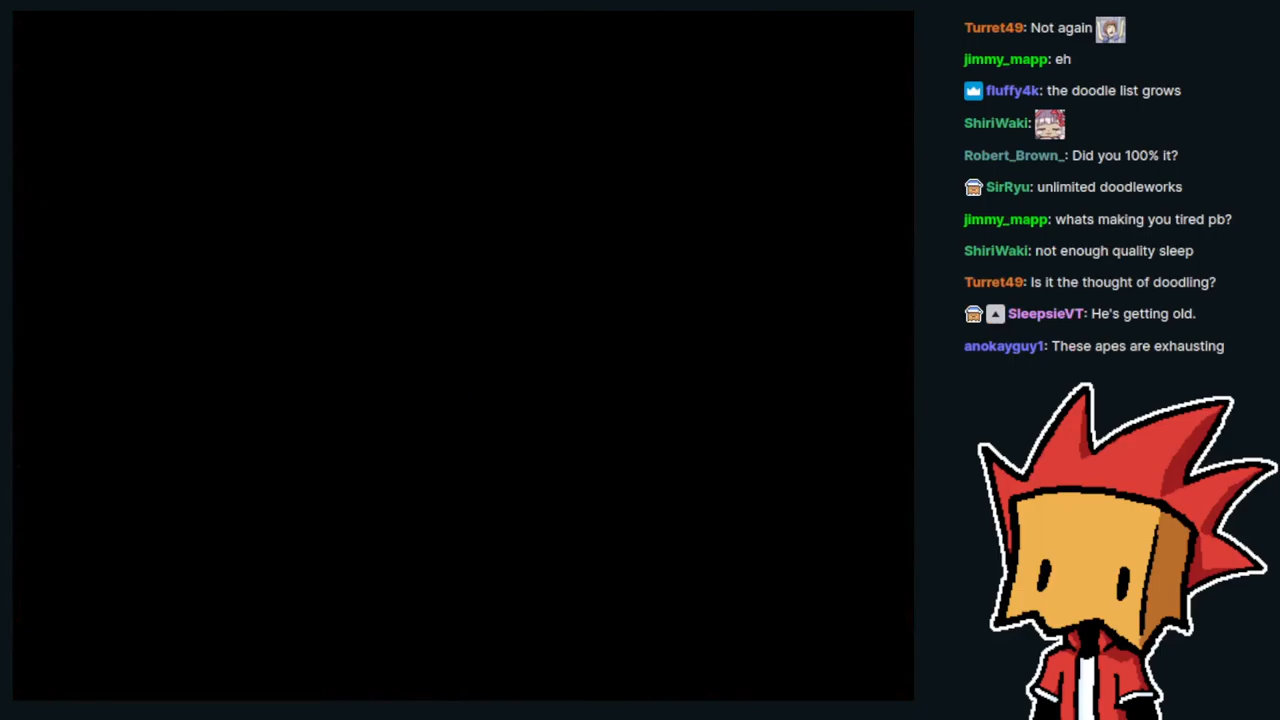 Turret49: Not again
jimmy_mapp: eh
fluffy4k: the doodle list grows
ShiriWaki:
Robert_Brown_: Did you 100% it?
SirRyu: unlimited doodleworks
jimmy_mapp: whats making you tired pb?
ShiriWaki: not enough quality sleep
Turret49: Is it the thought of doodling?
SleepsieVT: He's getting old.
anokayguy1: These apes are exhausting